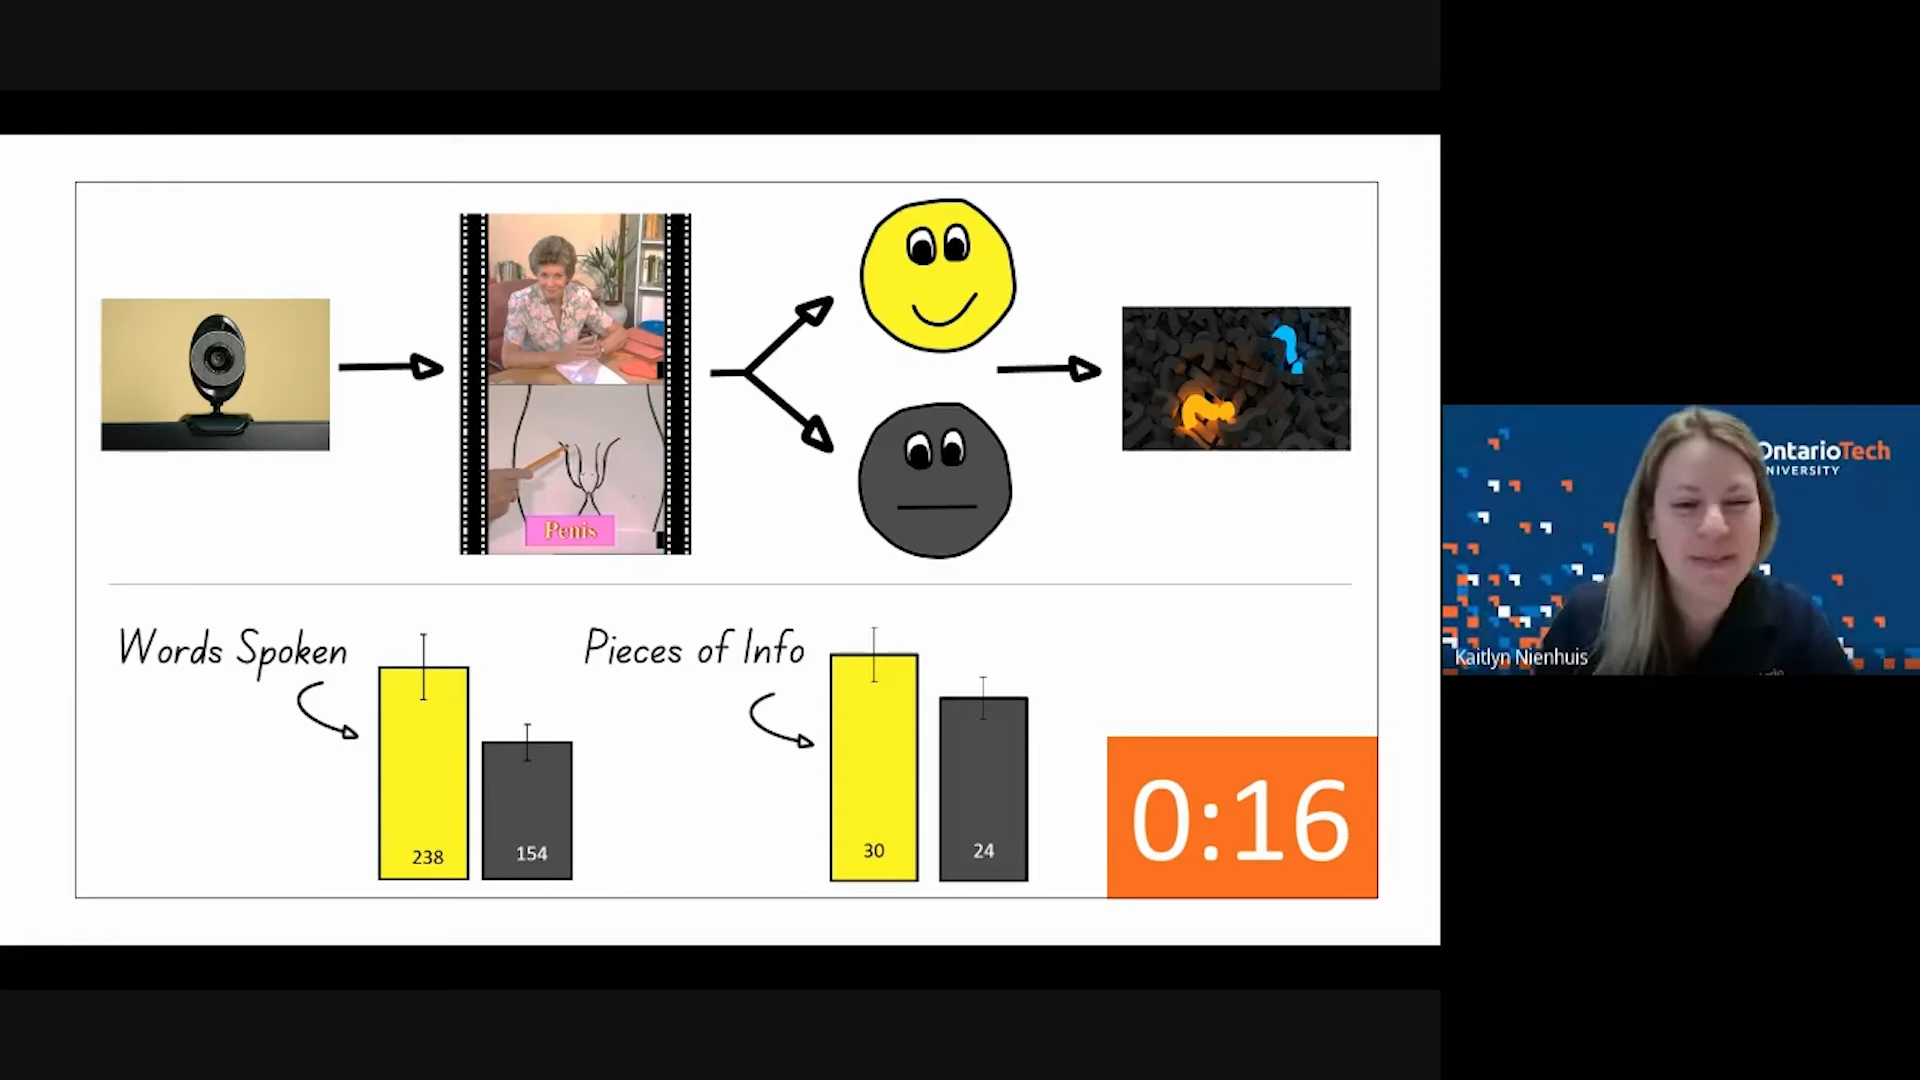 Penis
Words Spoken
238
154
Pieces of Info
30
24
0:16
OntarioTech
UNIVERSITY
Kaitlyn Nienhuis